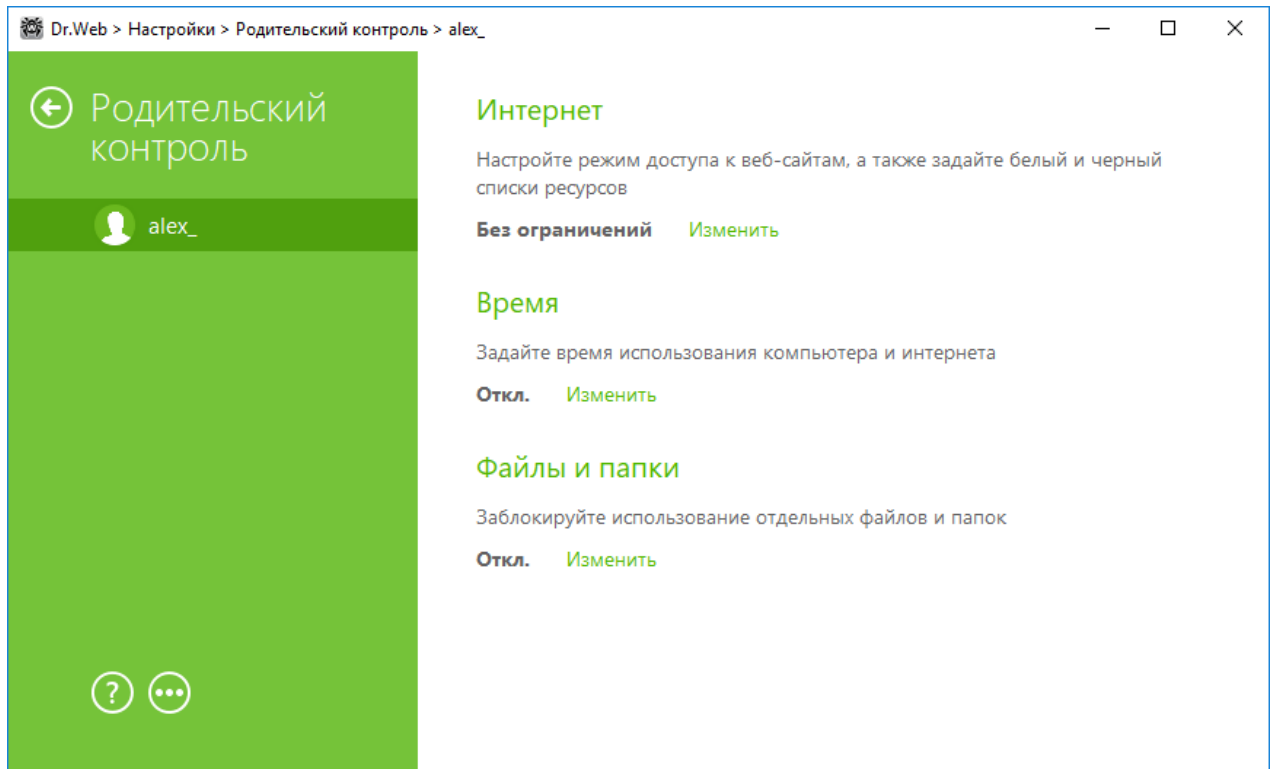 Dr.Web > Настройки > Родительский контроль > alex_
Родительский
контроль
alex_
Интернет
Настройте режим доступа к веб-сайтам, а также задайте белый и черный
списки ресурсов
Без ограничений Изменить
Время
Задайте время использования компьютера и интернета
Откл. Изменить
Файлы и папки
Заблокируйте использование отдельных файлов и папок
Откл. Изменить
?